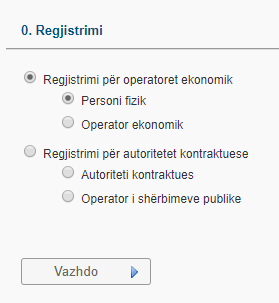 0. Regjistrimi
Regjistrimi për operatoret ekonomik
Personi fizik
Operator ekonomik
Regjistrimi për autoritetet kontraktuese
Autoriteti kontraktues
Operator i shërbimeve publike
Vazhdo